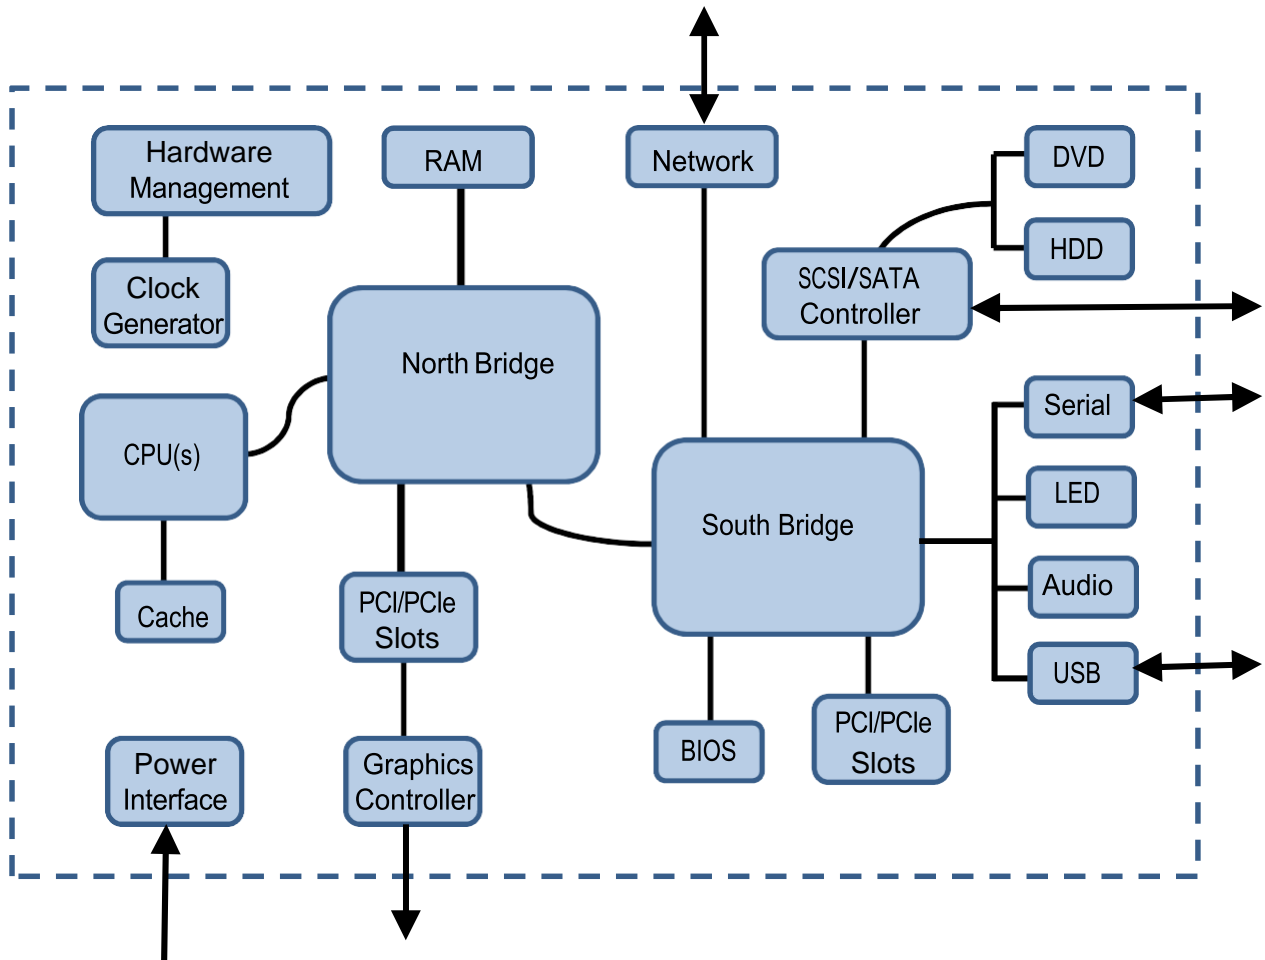 Hardware
Management
RAM
Network
DVD
HDD
Clock
Generator
SCSI/SATA
Controller
North Bridge
Serial
CPU(s)
LED
South Bridge
Audio
Cache
PCI/PCIe
Slots
USB
Power
Interface
Graphics
Controller
BIOS
PCI/PCIe
Slots